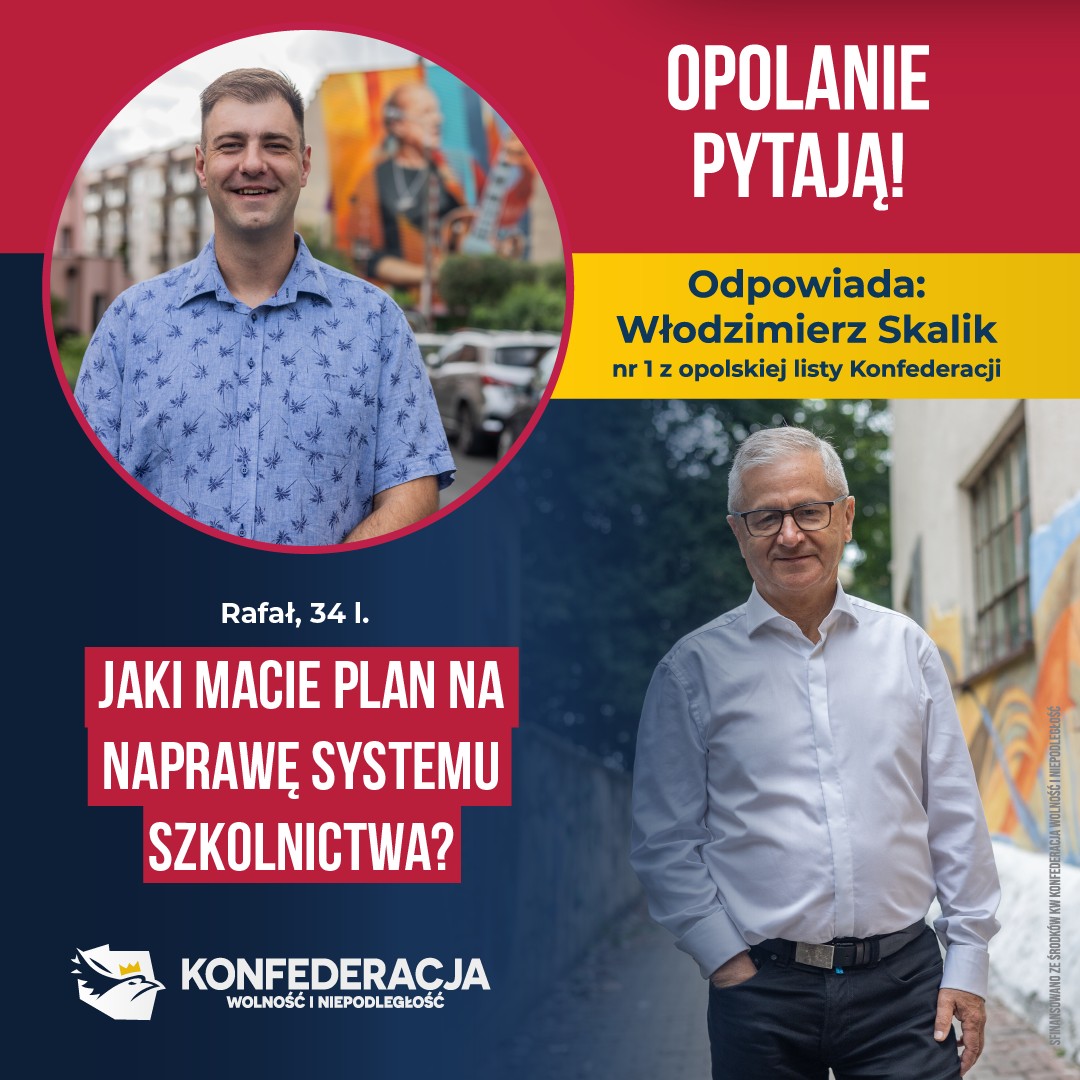 OPOLANIE
PYTAJĄ!
Odpowiada:
Włodzimierz Skalik
nr 1 z opolskiej listy Konfederacji
Rafał, 34 l.
JAKI MACIE PLAN NA
NAPRAWĘ SYSTEMU
SZKOLNICTWA?
KONFEDERACJA
WOLNOŚĆ I NIEPODLEGŁOŚĆ
SFINANSOWANO ZE ŚRODKÓW KW KONFEDERACJA WOLNOŚĆ I NIEPODLEGŁOŚĆ